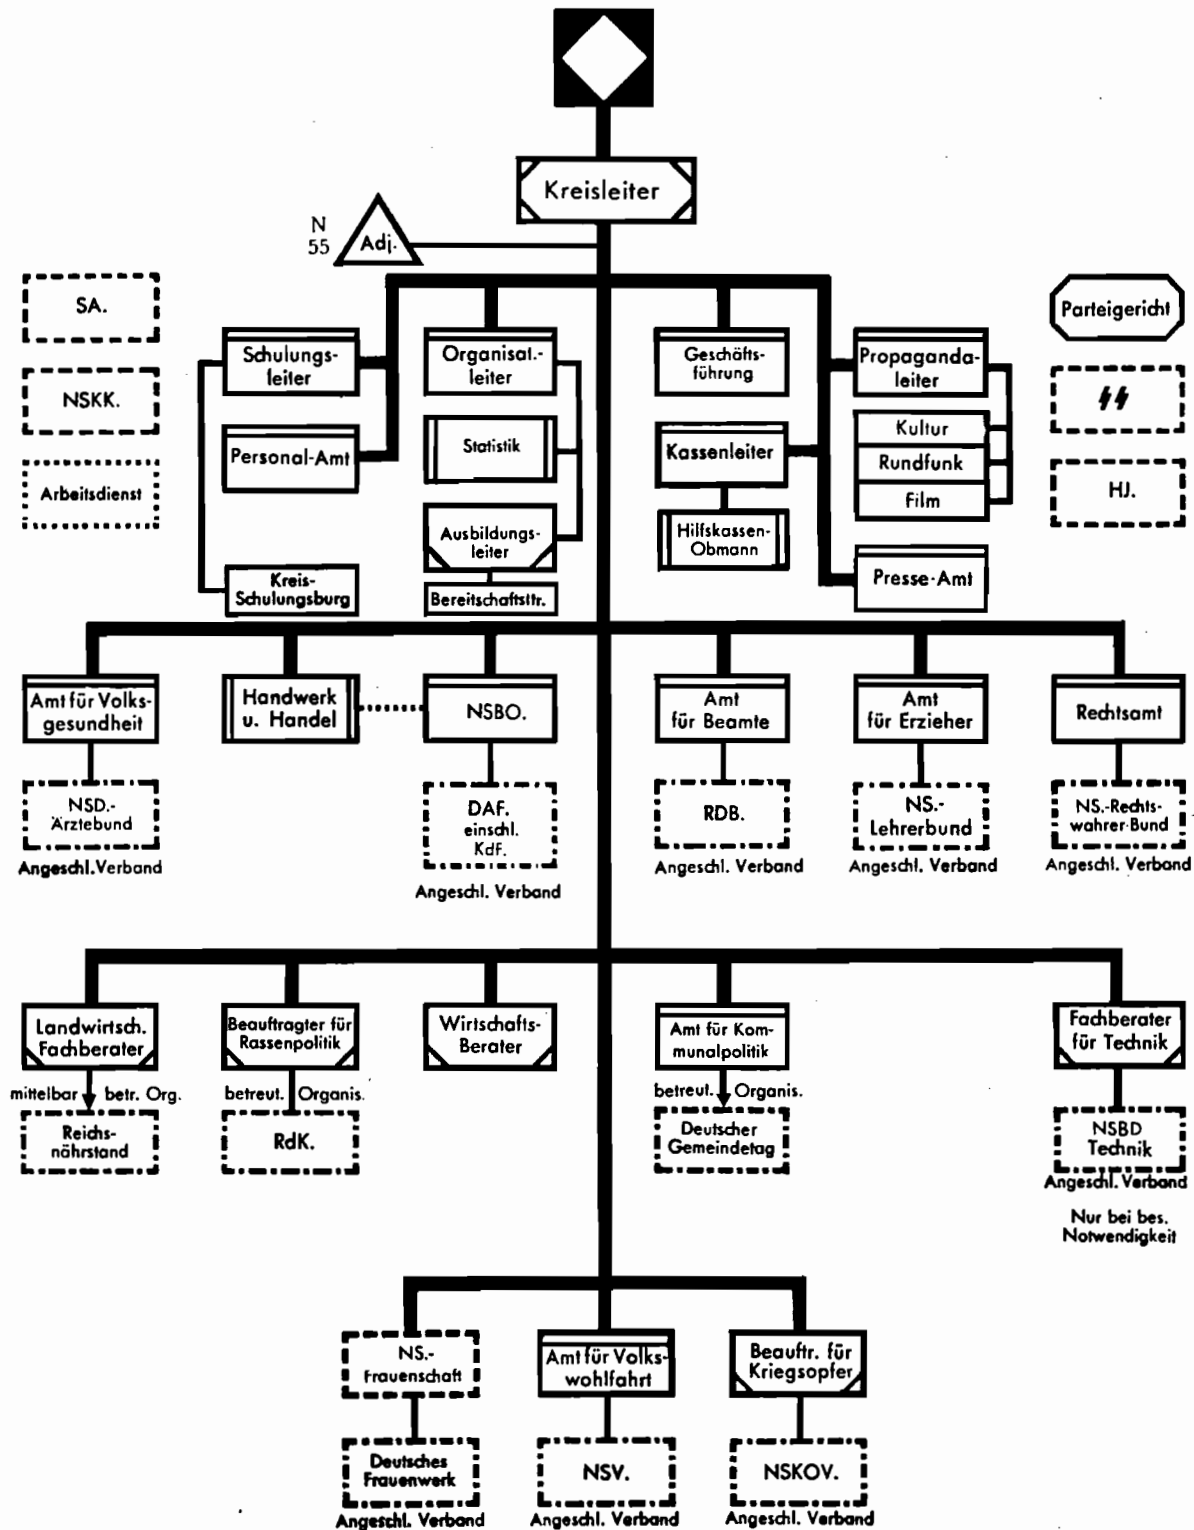 Kreisleiter
N
55
Adj.
SA.
NSKK.
Arbeitsdienst
Schulungs-
leiter
Personal-Amt
Kreis-
Schulungsburg
Organisat.-
leiter
Statistik
Ausbildungs-
leiter
Bereitschaftsltr.
Geschäfts-
führung
Kassenleiter
Hilfskassen-
Obmann
Propaganda-
leiter
Kultur
Rundfunk
Film
Presse-Amt
Parteigericht
ϟϟ
HJ.
Amt für Volks-
gesundheit
NSD.-
Ärztebund
Angeschl. Verband
Handwerk
u. Handel
NSBO.
DAF.
einschl.
KdF.
Angeschl. Verband
Amt
für Beamte
RDB.
Angeschl. Verband
Amt
für Erzieher
NS.-
Lehrerbund
Angeschl. Verband
Rechtsamt
NS.-Rechts-
wahrer-Bund
Angeschl. Verband
Landwirtsch.
Fachberater
mittelbar betr. Org.
Reichs-
nährstand
Beauftragter für
Rassenpolitik
betreut. Organis.
RdK.
Wirtschafts-
Berater
Amt für Kom-
munalpolitik
betreut. Organis.
Deutscher
Gemeindetag
Fachberater
für Technik
NSBD
Technik
Angeschl. Verband
Nur bei bes.
Notwendigkeit
NS.-
Frauenschaft
Deutsches
Frauenwerk
Angeschl. Verband
Amt für Volks-
wohlfahrt
NSV.
Angeschl. Verband
Beauftr. für
Kriegsopfer
NSKOV.
Angeschl. Verband